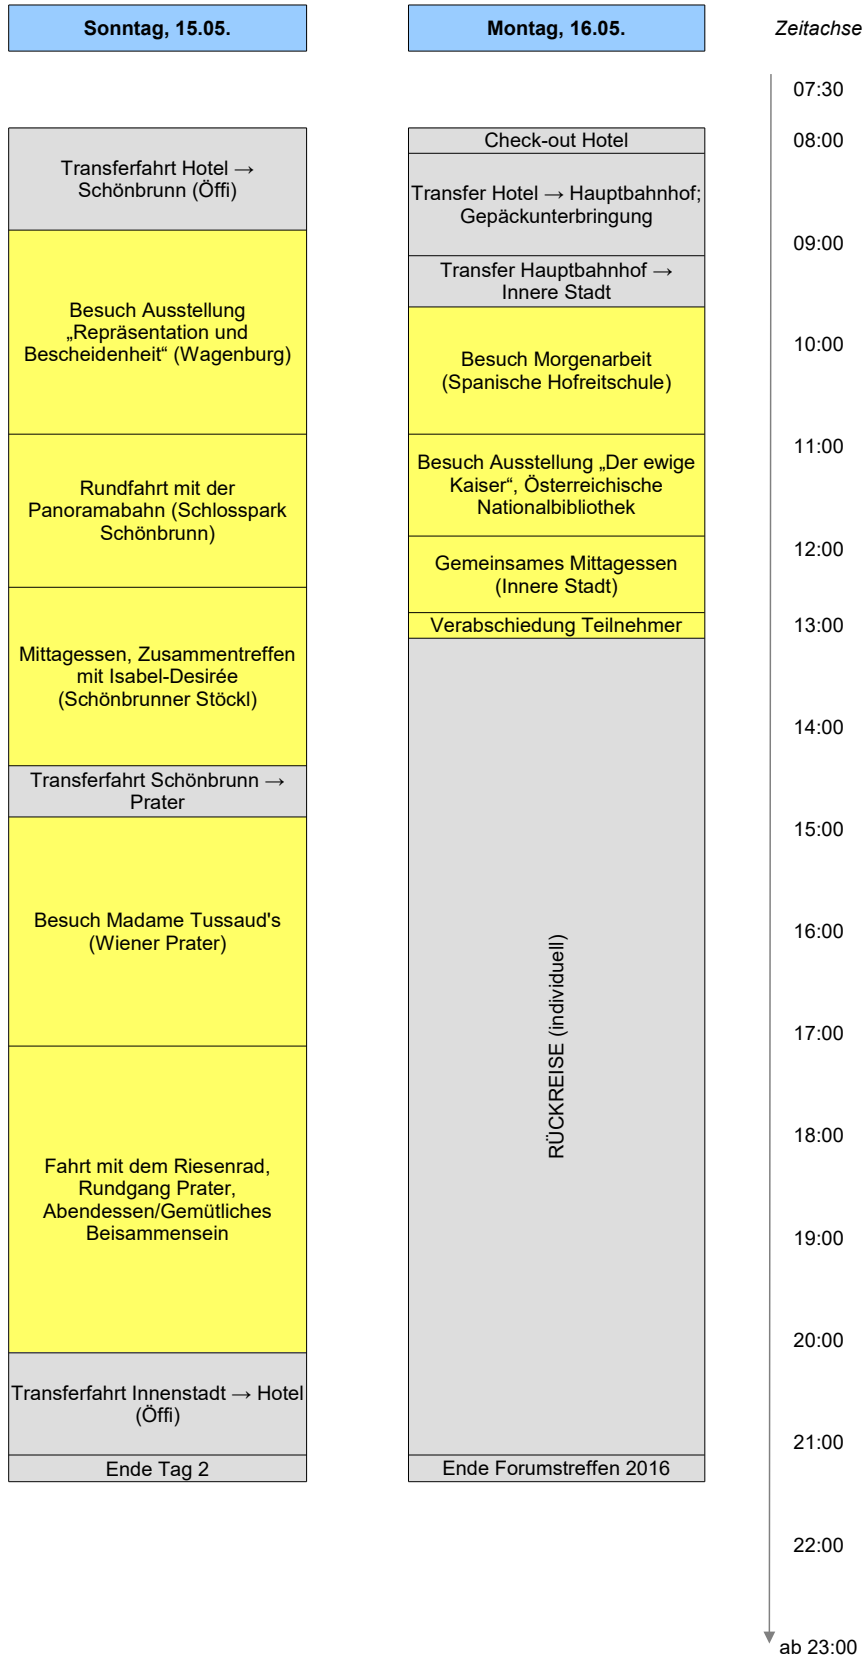 Sonntag, 15.05.
Transferfahrt Hotel →
Schönbrunn (Öffi)
Besuch Ausstellung
„Repräsentation und
Bescheidenheit“ (Wagenburg)
Rundfahrt mit der
Panoramabahn (Schlosspark
Schönbrunn)
Mittagessen, Zusammentreffen
mit Isabel-Desirée
(Schönbrunner Stöckl)
Transferfahrt Schönbrunn →
Prater
Besuch Madame Tussaud's
(Wiener Prater)
Fahrt mit dem Riesenrad,
Rundgang Prater,
Abendessen/Gemütliches
Beisammensein
Transferfahrt Innenstadt → Hotel
(Öffi)
Ende Tag 2
Montag, 16.05.
Check-out Hotel
Transfer Hotel → Hauptbahnhof;
Gepäckunterbringung
Transfer Hauptbahnhof →
Innere Stadt
Besuch Morgenarbeit
(Spanische Hofreitschule)
Besuch Ausstellung „Der ewige
Kaiser“, Österreichische
Nationalbibliothek
Gemeinsames Mittagessen
(Innere Stadt)
Verabschiedung Teilnehmer
RÜCKREISE (individuell)
Ende Forumstreffen 2016
Zeitachse
07:30
08:00
09:00
10:00
11:00
12:00
13:00
14:00
15:00
16:00
17:00
18:00
19:00
20:00
21:00
22:00
ab 23:00